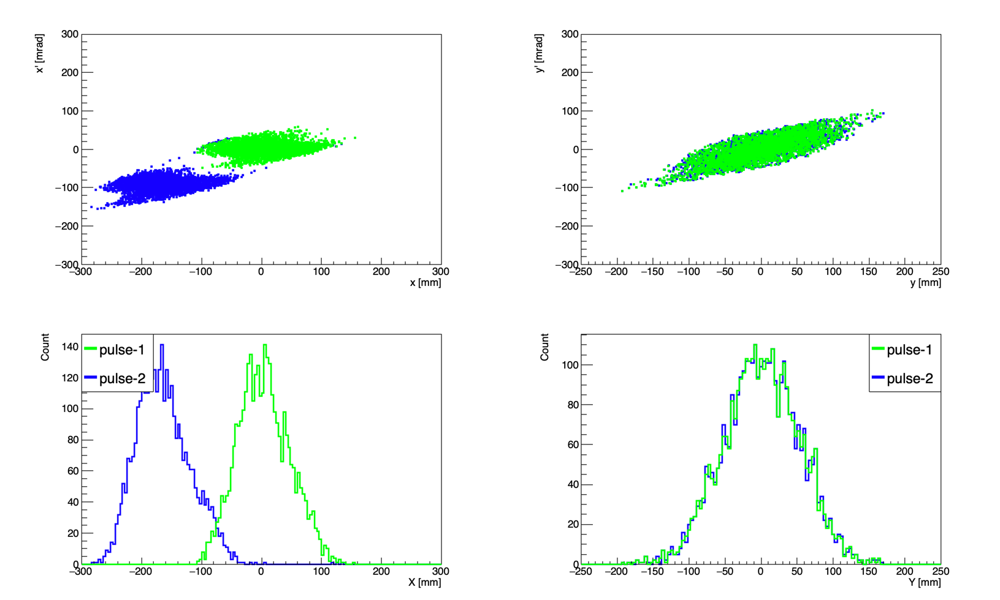 x' [mrad]
300
200
100
0
−100
−200
−300
−300 −200 −100 0 100 200 300
x [mm]
y' [mrad]
300
200
100
0
−100
−200
−300
−250 −200 −150 −100 −50 0 50 100 150 200 250
y [mm]
Count
140
120
100
80
60
40
20
0
pulse-1
pulse-2
−300 −200 −100 0 100 200 300
X [mm]
Count
100
80
60
40
20
0
pulse-1
pulse-2
−250 −200 −150 −100 −50 0 50 100 150 200 250
Y [mm]